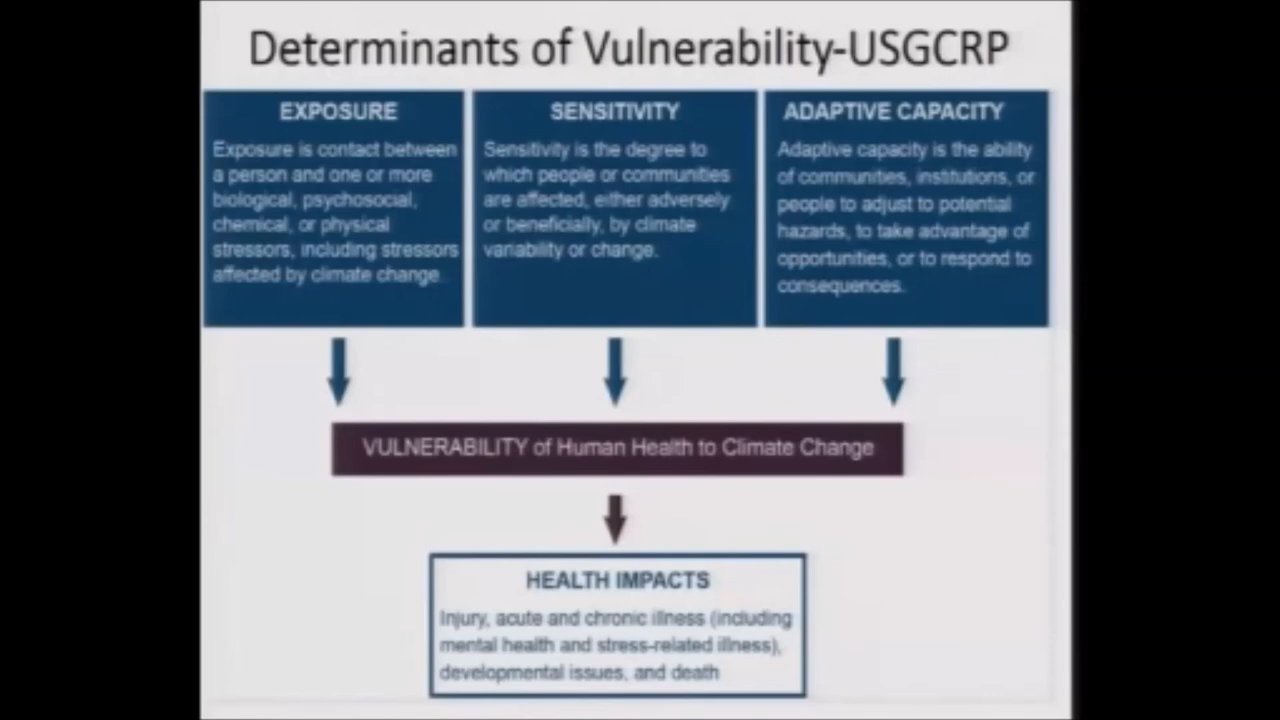 Determinants of Vulnerability-USGCRP
EXPOSURE
Exposure is contact between
a person and one or more
biological, psychosocial,
chemical, or physical
stressors, including stressors
affected by climate change.
SENSITIVITY
Sensitivity is the degree to
which people or communities
are affected, either adversely
or beneficially, by climate
variability or change.
ADAPTIVE CAPACITY
Adaptive capacity is the ability
of communities, institutions, or
people to adjust to potential
hazards, to take advantage of
opportunities, or to respond to
consequences.
VULNERABILITY of Human Health to Climate Change
HEALTH IMPACTS
Injury, acute and chronic illness (including
mental health and stress-related illness),
developmental issues, and death